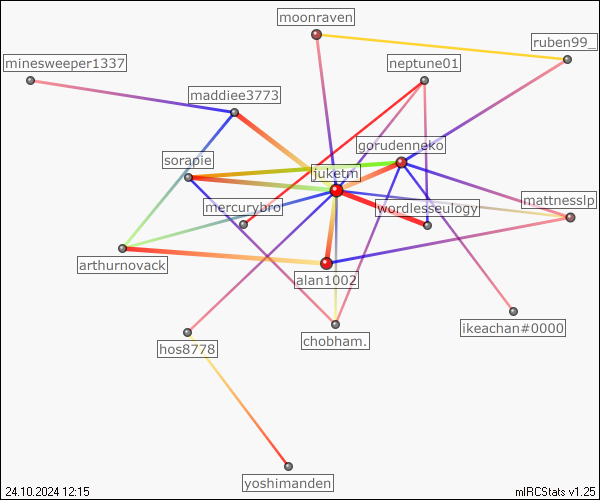 moonraven
ruben99_
minesweeper1337
neptune01
maddiee3773
gorudenneko
sorapie
juketm
mattnesslp
mercurybro
wordlesseulogy
arthurnovack
alan1002
ikeachan#0000
chobham.
hos8778
yoshimanden
24.10.2024 12:15
mIRCStats v1.25